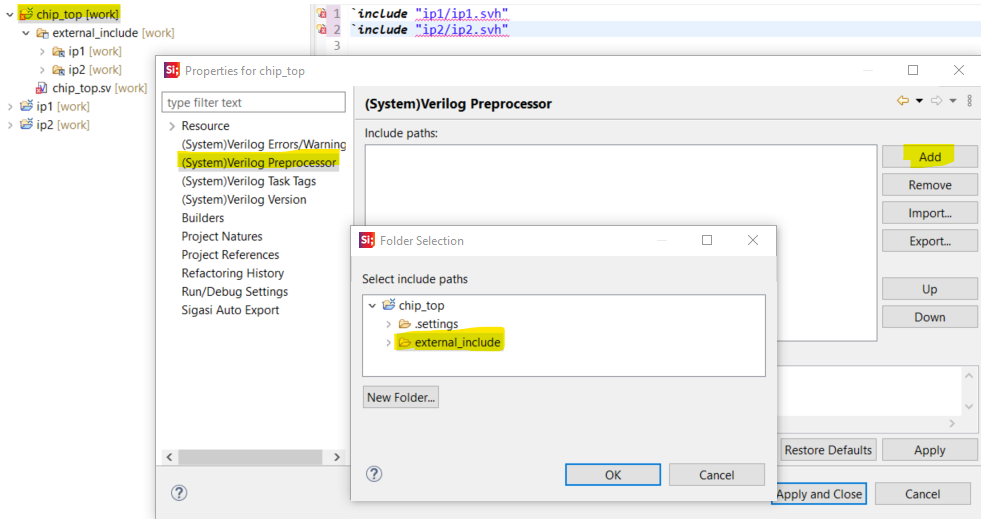 chip_top [work]
external_include [work]
ip1 [work]
ip2 [work]
chip_top.sv [work]
ip1 [work]
ip2 [work]
1 `include "ip1/ip1.svh"
2 `include "ip2/ip2.svh"
3
Si; Properties for chip_top
type filter text
Resource
(System)Verilog Errors/Warning
(System)Verilog Preprocessor
(System)Verilog Task Tags
(System)Verilog Version
Builders
Project Natures
Project References
Refactoring History
Run/Debug Settings
Sigasi Auto Export
(System)Verilog Preprocessor
Include paths:
Add
Remove
Import...
Export...
Up
Down
Si; Folder Selection
Select include paths
chip_top
.settings
external_include
New Folder...
? OK Cancel
Restore Defaults Apply
? Apply and Close Cancel